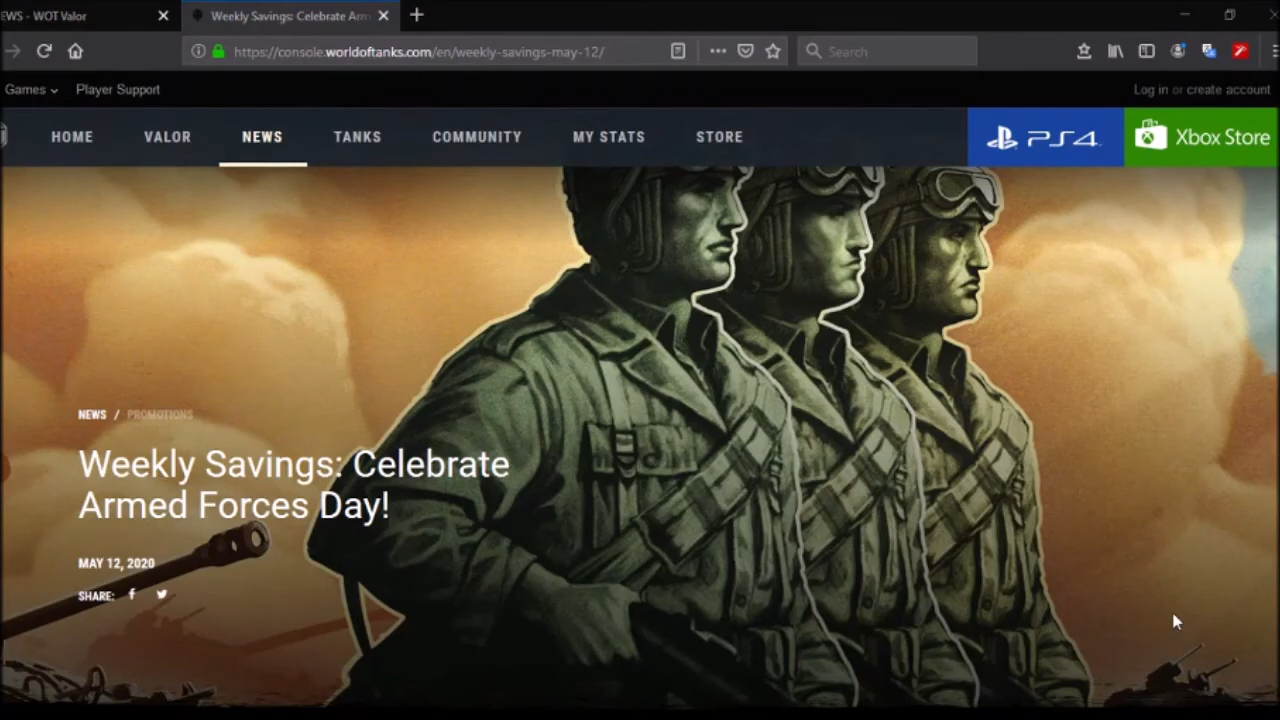 EWS - WOT Valor
Weekly Savings: Celebrate Arm
https://console.worldoftanks.com/en/weekly-savings-may-12/
Search
Games
Player Support
Log in or create account
HOME
VALOR
NEWS
TANKS
COMMUNITY
MY STATS
STORE
PS4
Xbox Store
NEWS / PROMOTIONS
Weekly Savings: Celebrate
Armed Forces Day!
MAY 12, 2020
SHARE: